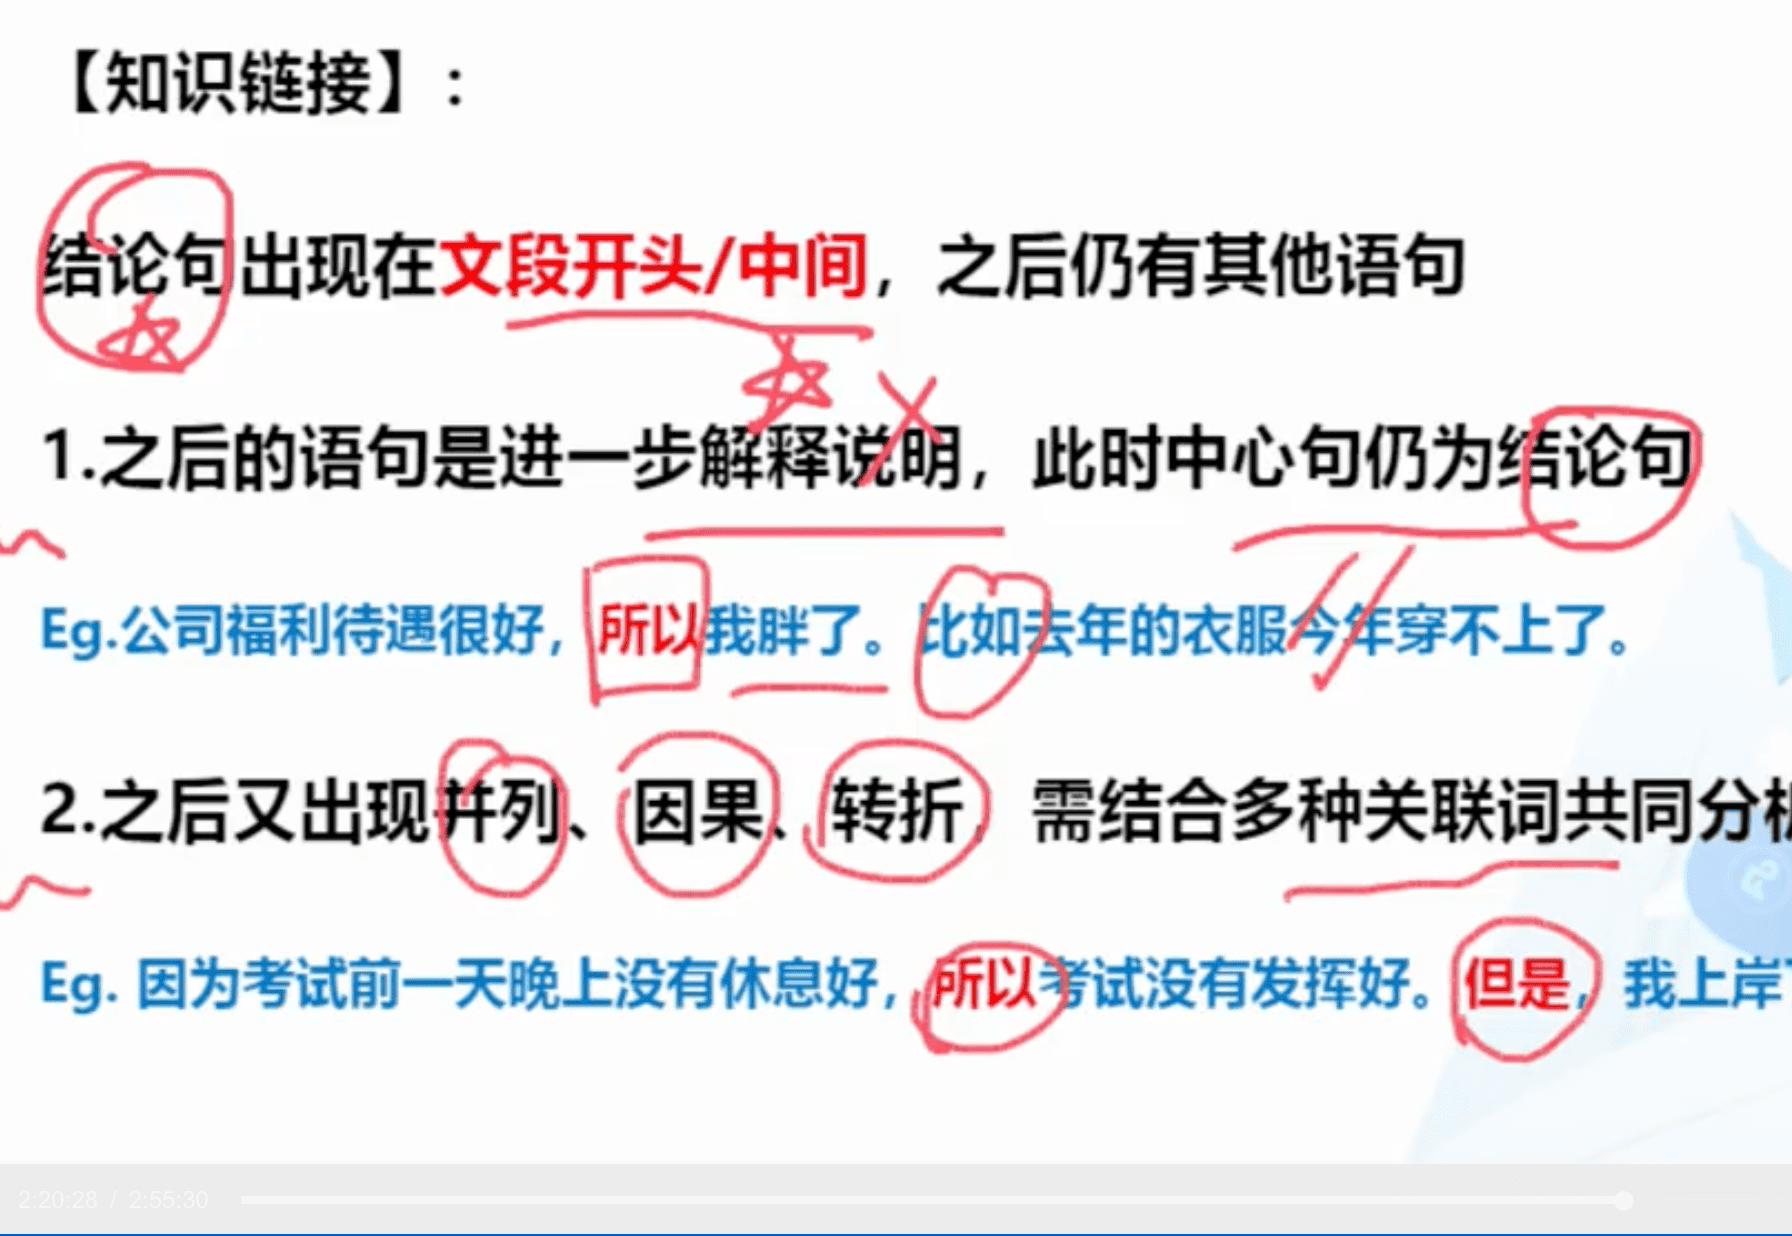 【知识链接】：
结论句出现在文段开头/中间，之后仍有其他语句
1.之后的语句是进一步解释说明，此时中心句仍为结论句
Eg.公司福利待遇很好，所以我胖了。比如去年的衣服今年穿不上了。
2.之后又出现并列、因果、转折，需结合多种关联词共同分析
Eg. 因为考试前一天晚上没有休息好，所以考试没有发挥好。但是，我上岸
2:20:28 / 2:55:30